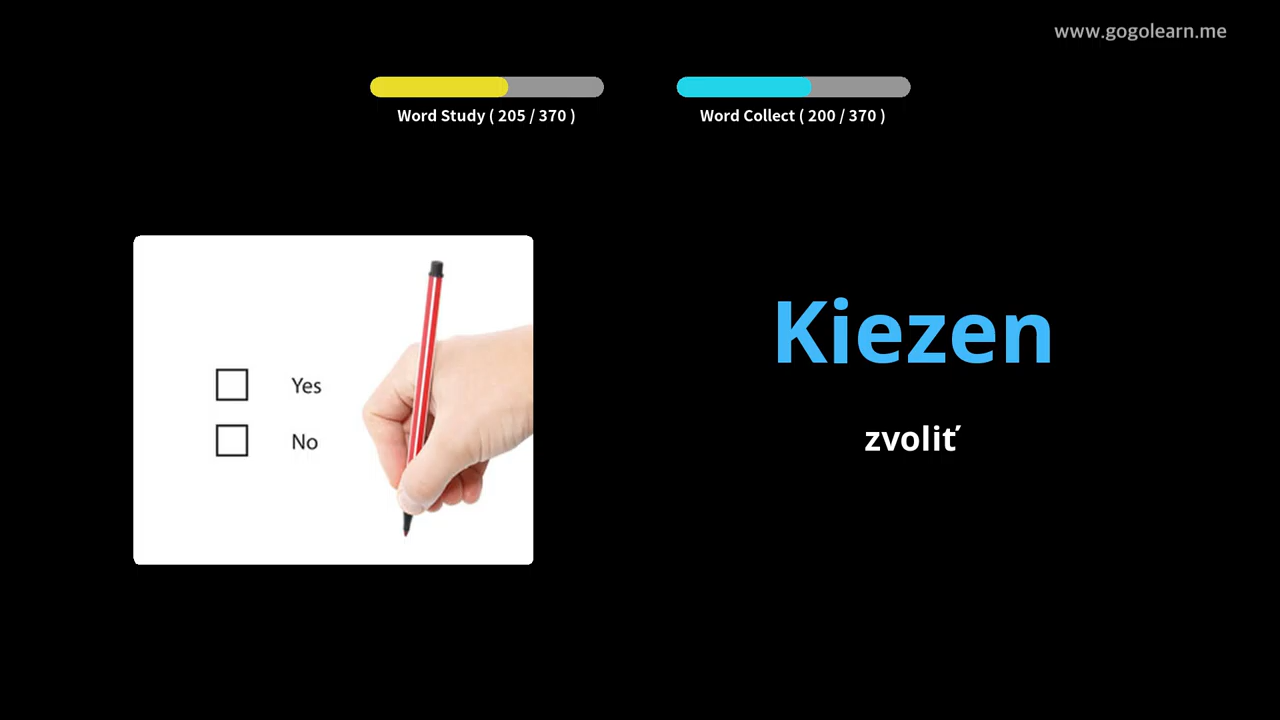 www.gogolearn.me
Word Study ( 205 / 370 )
Word Collect ( 200 / 370 )
Yes
No
Kiezen
zvoliť